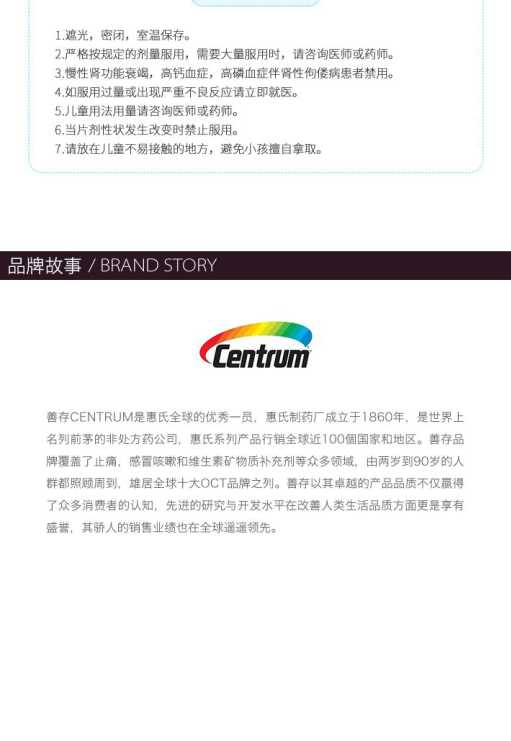 1.遮光，密闭，室温保存。
2.严格按规定的剂量服用，需要大量服用时，请咨询医师或药师。
3.慢性肾功能衰竭，高钙血症，高磷血症伴肾性佝偻病患者禁用。
4.如服用过量或出现严重不良反应请立即就医。
5.儿童用法用量请咨询医师或药师。
6.当片剂性状发生改变时禁止服用。
7.请放在儿童不易接触的地方，避免小孩擅自拿取。
品牌故事 / BRAND STORY
Centrum
善存CENTRUM是惠氏全球的优秀一员，惠氏制药厂成立于1860年，是世界上
名列前茅的非处方药公司，惠氏系列产品行销全球近100個国家和地区。善存品
牌覆盖了止痛，感冒咳嗽和维生素矿物质补充剂等众多领域，由两岁到90岁的人
群都照顾周到，雄居全球十大OCT品牌之列。善存以其卓越的产品品质不仅赢得
了众多消费者的认知，先进的研究与开发水平在改善人类生活品质方面更是享有
盛誉，其骄人的销售业绩也在全球遥遥领先。